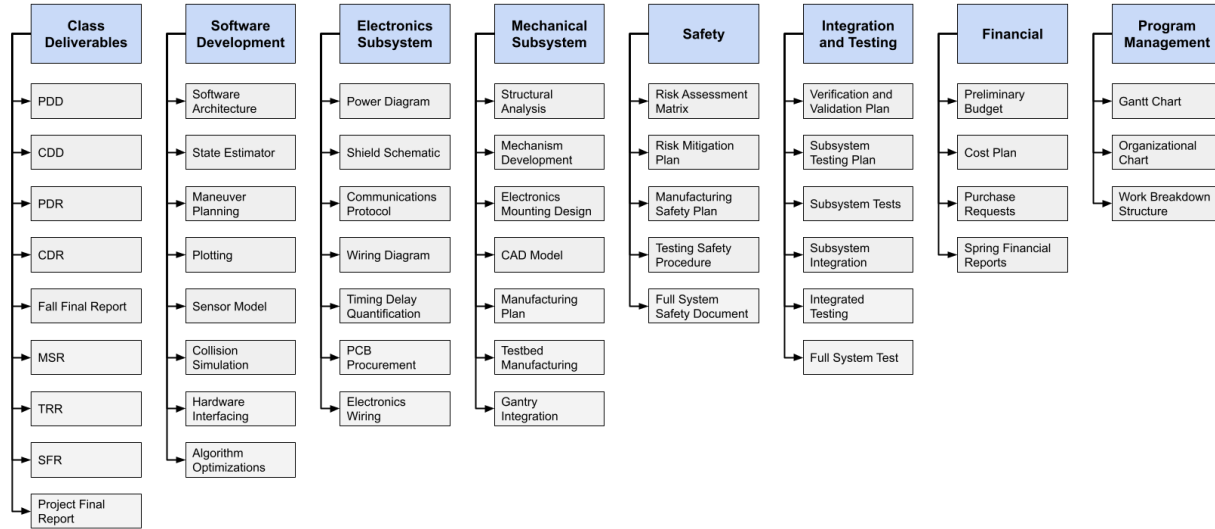 Class
Deliverables
PDD
CDD
PDR
CDR
Fall Final Report
MSR
TRR
SFR
Project Final
Report
Software
Development
Software
Architecture
State Estimator
Maneuver
Planning
Plotting
Sensor Model
Collision
Simulation
Hardware
Interfacing
Algorithm
Optimizations
Electronics
Subsystem
Power Diagram
Shield Schematic
Communications
Protocol
Wiring Diagram
Timing Delay
Quantification
PCB
Procurement
Electronics
Wiring
Mechanical
Subsystem
Structural
Analysis
Mechanism
Development
Electronics
Mounting Design
CAD Model
Manufacturing
Plan
Testbed
Manufacturing
Gantry
Integration
Safety
Risk Assessment
Matrix
Risk Mitigation
Plan
Manufacturing
Safety Plan
Testing Safety
Procedure
Full System
Safety Document
Integration
and Testing
Verification and
Validation Plan
Subsystem
Testing Plan
Subsystem Tests
Subsystem
Integration
Integrated
Testing
Full System Test
Financial
Preliminary
Budget
Cost Plan
Purchase
Requests
Spring Financial
Reports
Program
Management
Gantt Chart
Organizational
Chart
Work Breakdown
Structure